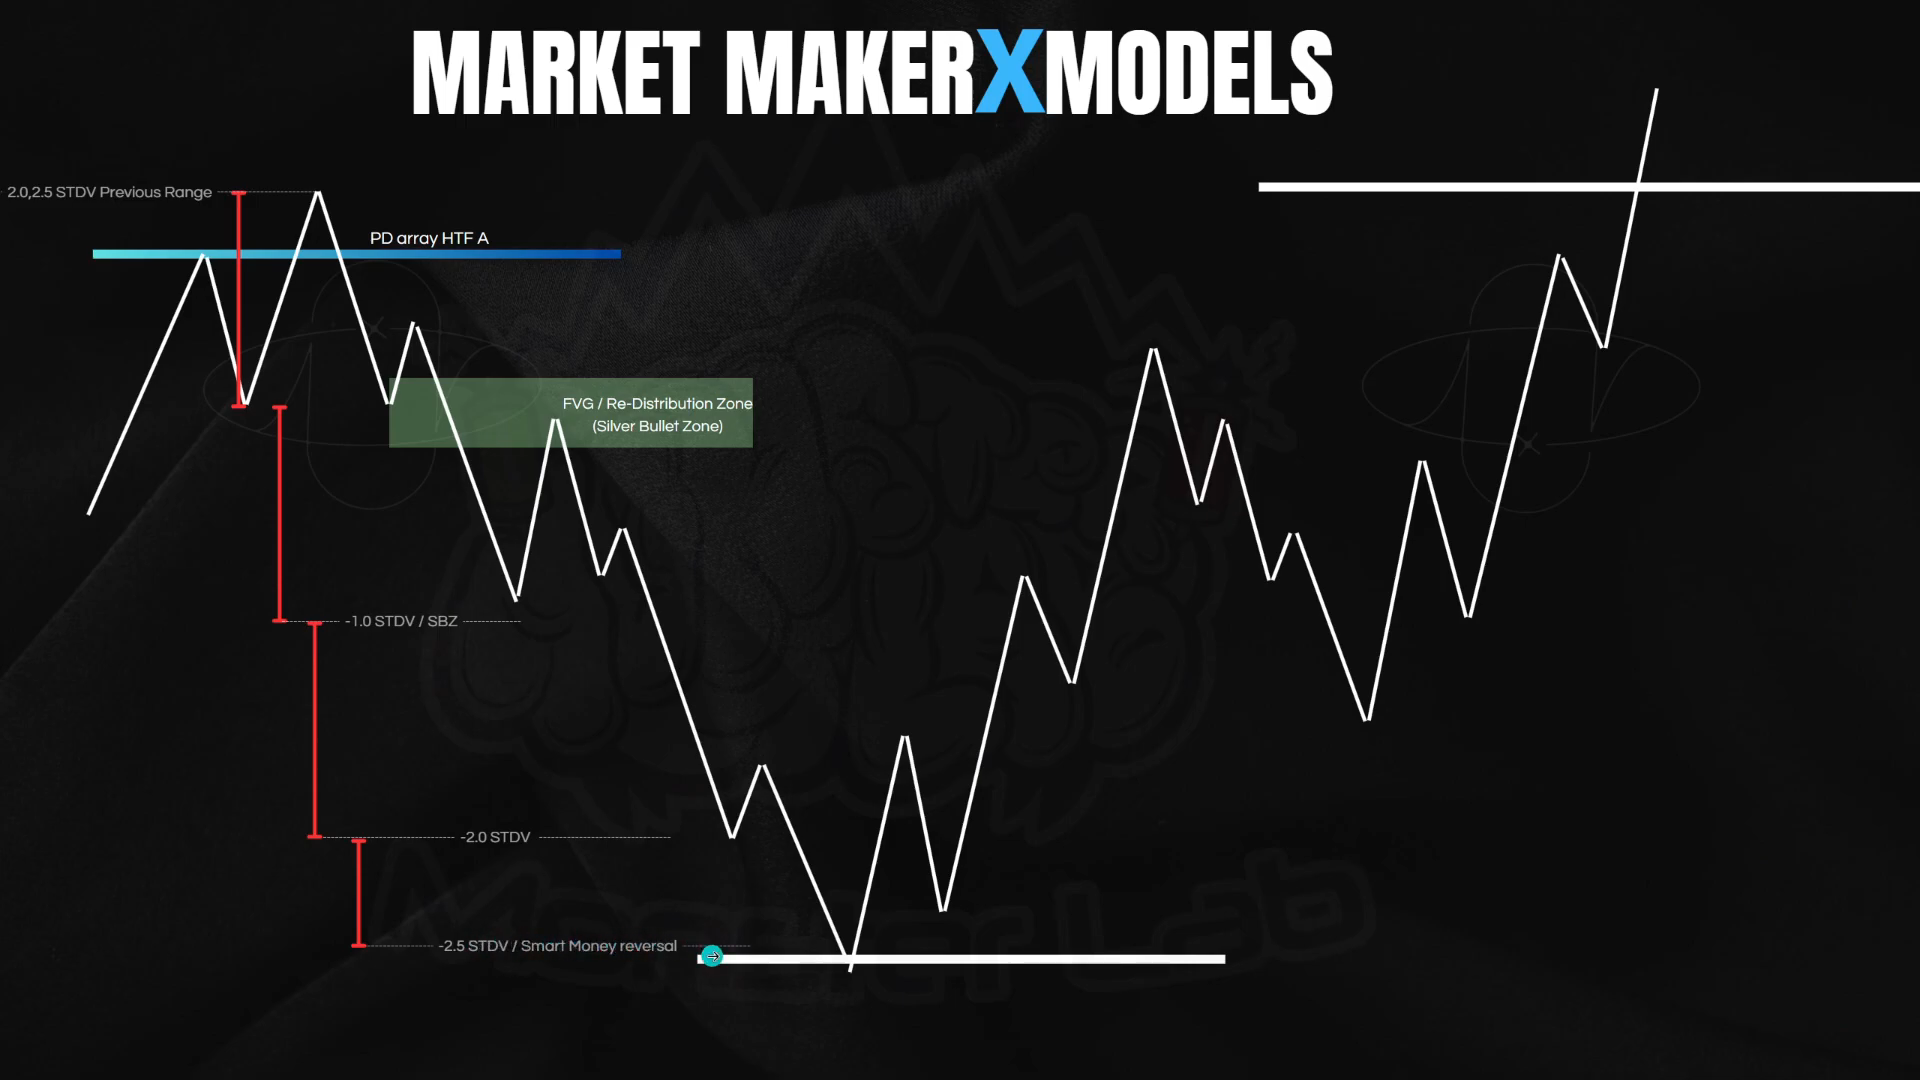 MARKET MAKERXMODELS
2.0,2.5 STDV Previous Range
PD array HTF A
FVG / Re-Distribution Zone
(Silver Bullet Zone)
-1.0 STDV / SBZ
-2.0 STDV
-2.5 STDV / Smart Money reversal